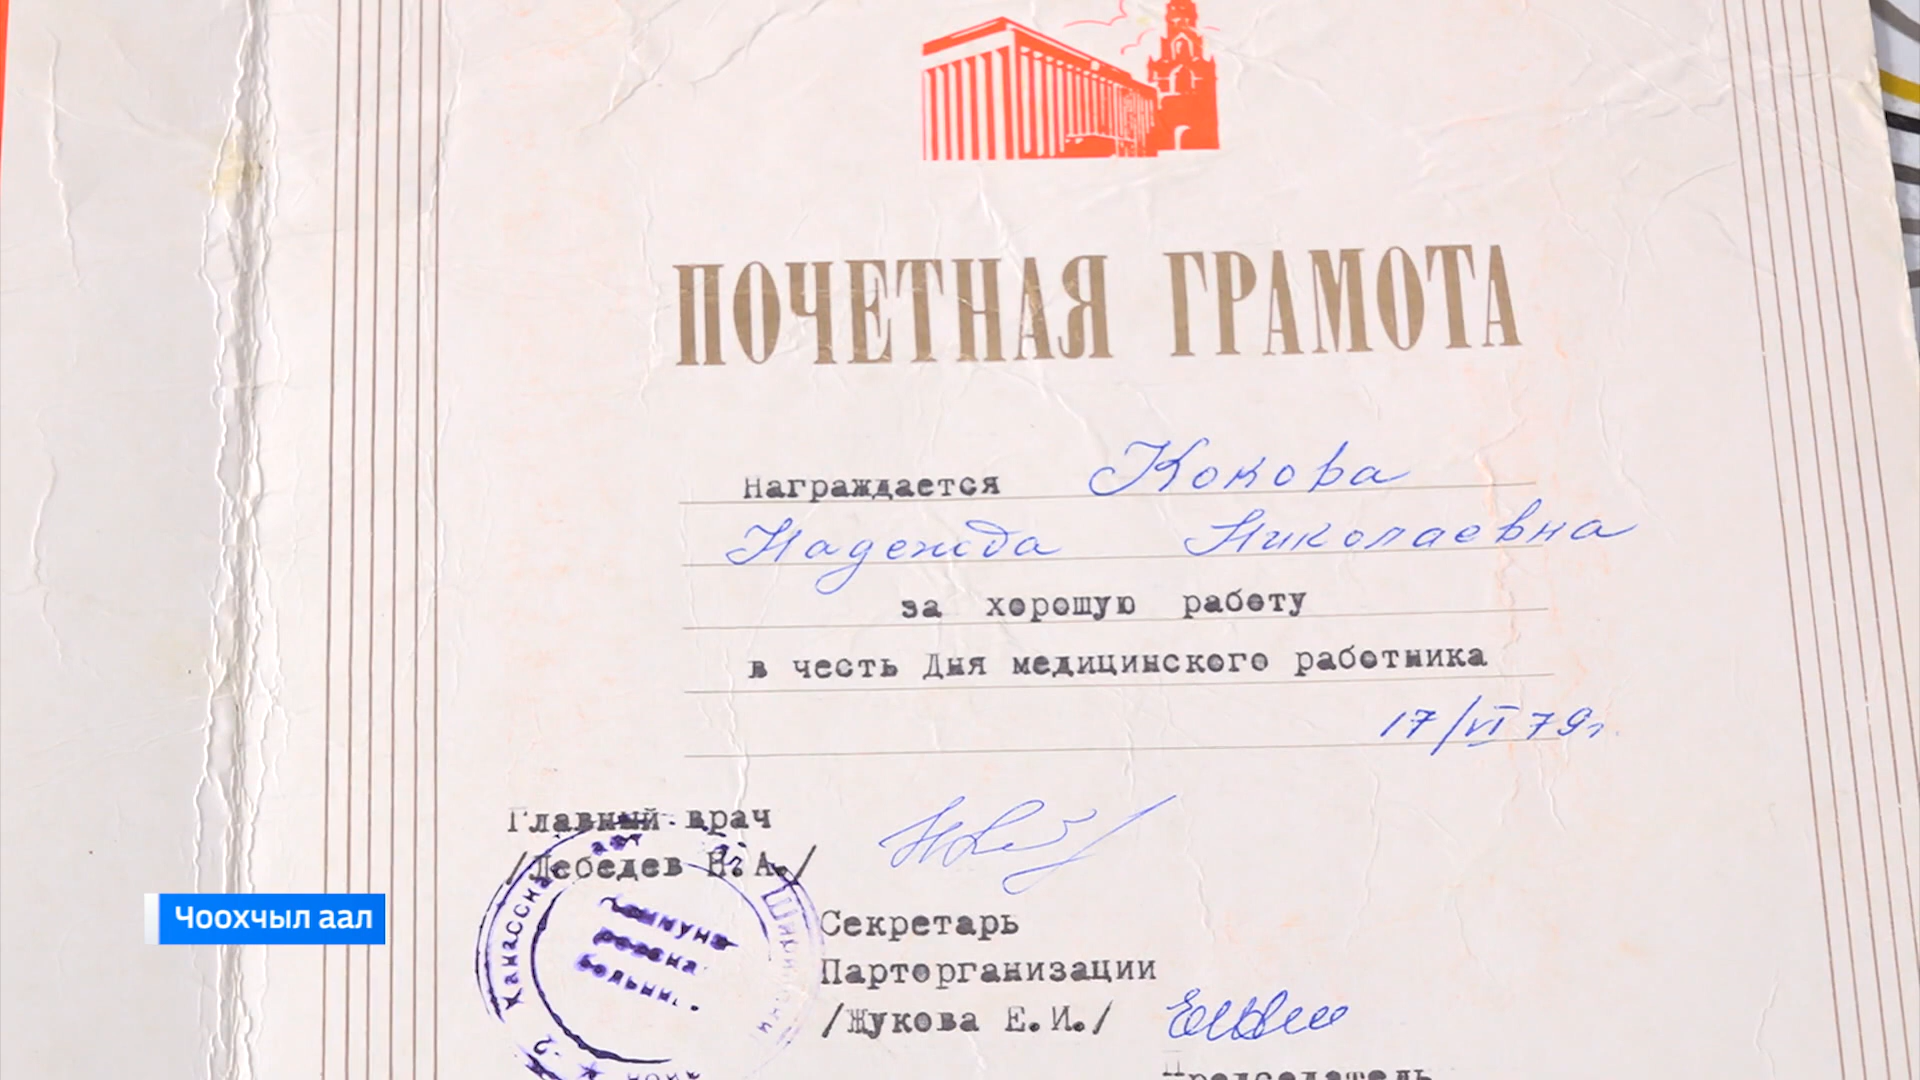 ПОЧЕТНАЯ ГРАМОТА
Награждается Кокова
Надежда Николаевна
за хорошую работу
в честь Дня медицинского работника
17/VI 79г.
Главный врач
/Лебедев Н.А./
Секретарь
Парторганизации
/Жукова Е.И./
Председатель
Чоохчыл аал